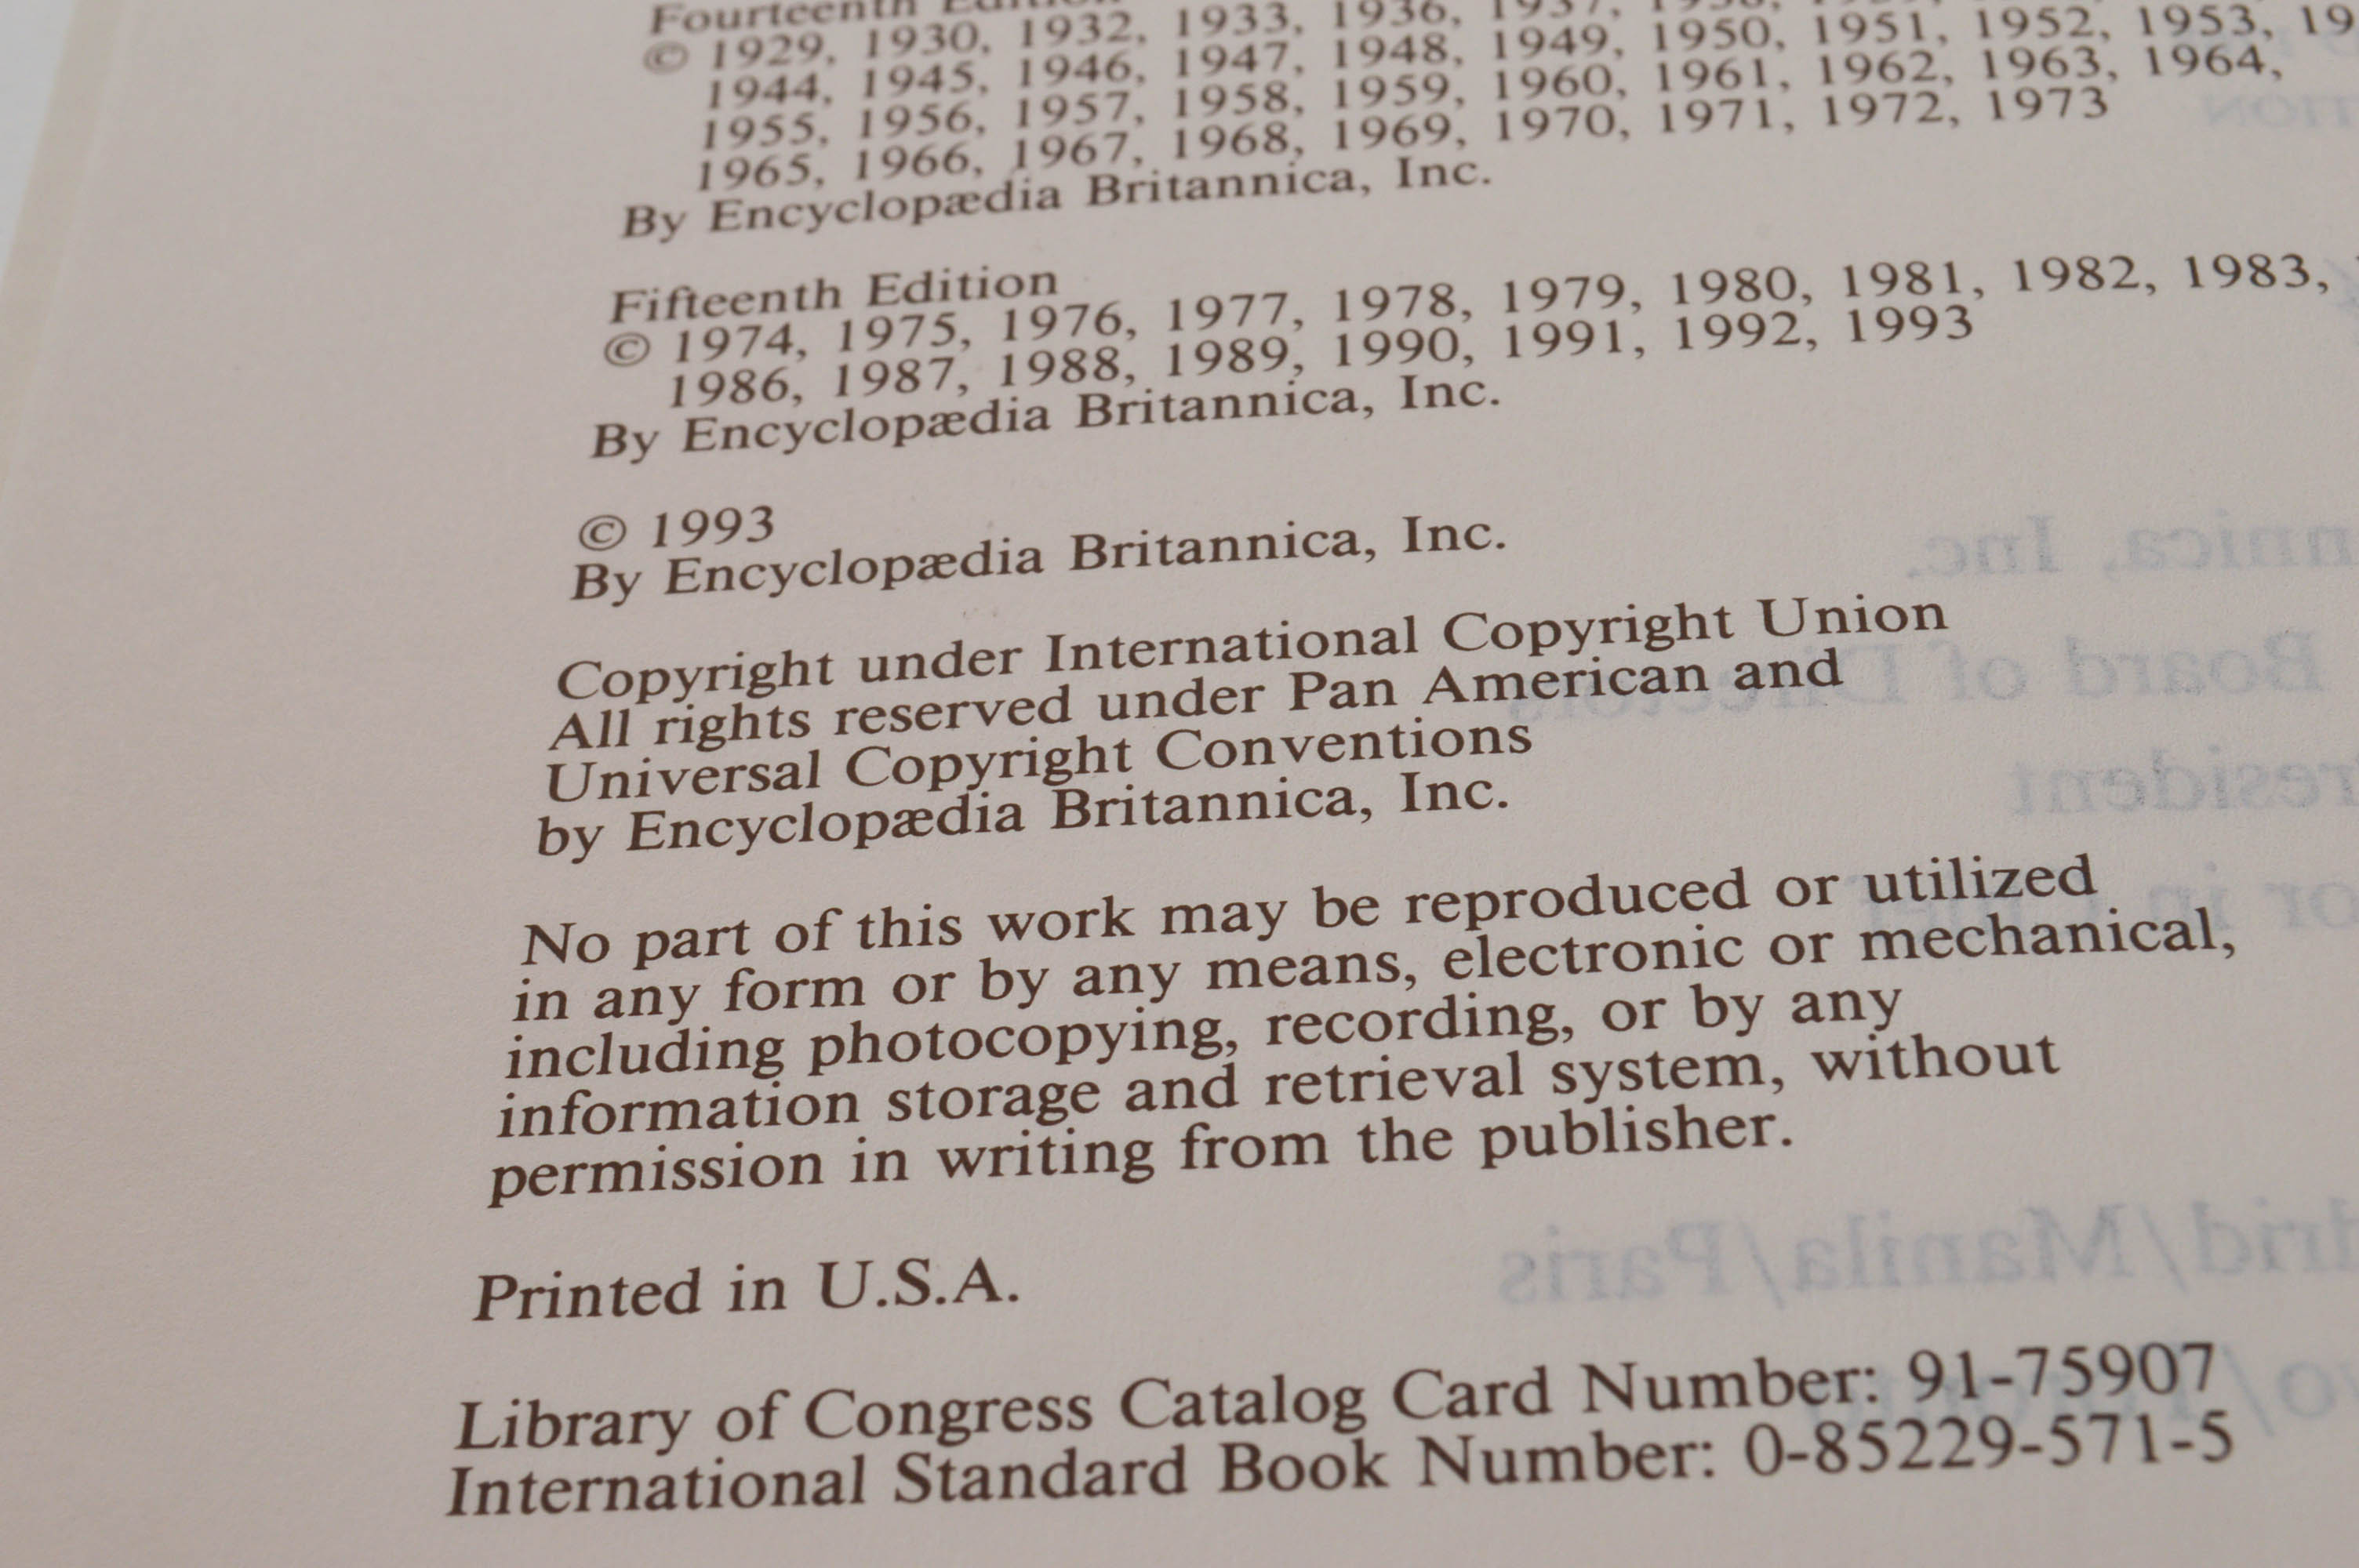 Fourteenth Edition
© 1929, 1930, 1932, 1933, 1936, 1937,
1944, 1945, 1946, 1947, 1948, 1949, 1950, 1951, 1952, 1953,
1955, 1956, 1957, 1958, 1959, 1960, 1961, 1962, 1963, 1964,
1965, 1966, 1967, 1968, 1969, 1970, 1971, 1972, 1973
By Encyclopædia Britannica, Inc.
Fifteenth Edition
© 1974, 1975, 1976, 1977, 1978, 1979, 1980, 1981, 1982, 1983,
1986, 1987, 1988, 1989, 1990, 1991, 1992, 1993
By Encyclopædia Britannica, Inc.
© 1993
By Encyclopædia Britannica, Inc.
Copyright under International Copyright Union
All rights reserved under Pan American and
Universal Copyright Conventions
by Encyclopædia Britannica, Inc.
No part of this work may be reproduced or utilized
in any form or by any means, electronic or mechanical,
including photocopying, recording, or by any
information storage and retrieval system, without
permission in writing from the publisher.
Printed in U.S.A.
Library of Congress Catalog Card Number: 91-75907
International Standard Book Number: 0-85229-571-5